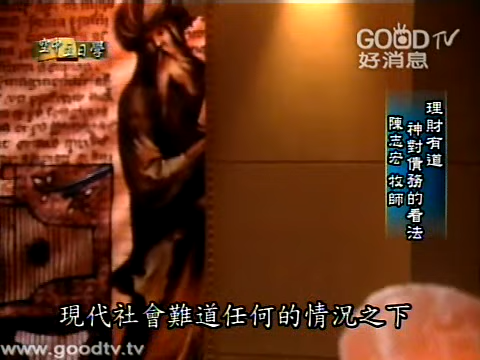 空中主日學
GOOD TV
好消息
理財有道
神對債務的看法
陳志宏 牧師
現代社會難道任何的情況之下
www.goodtv.tv